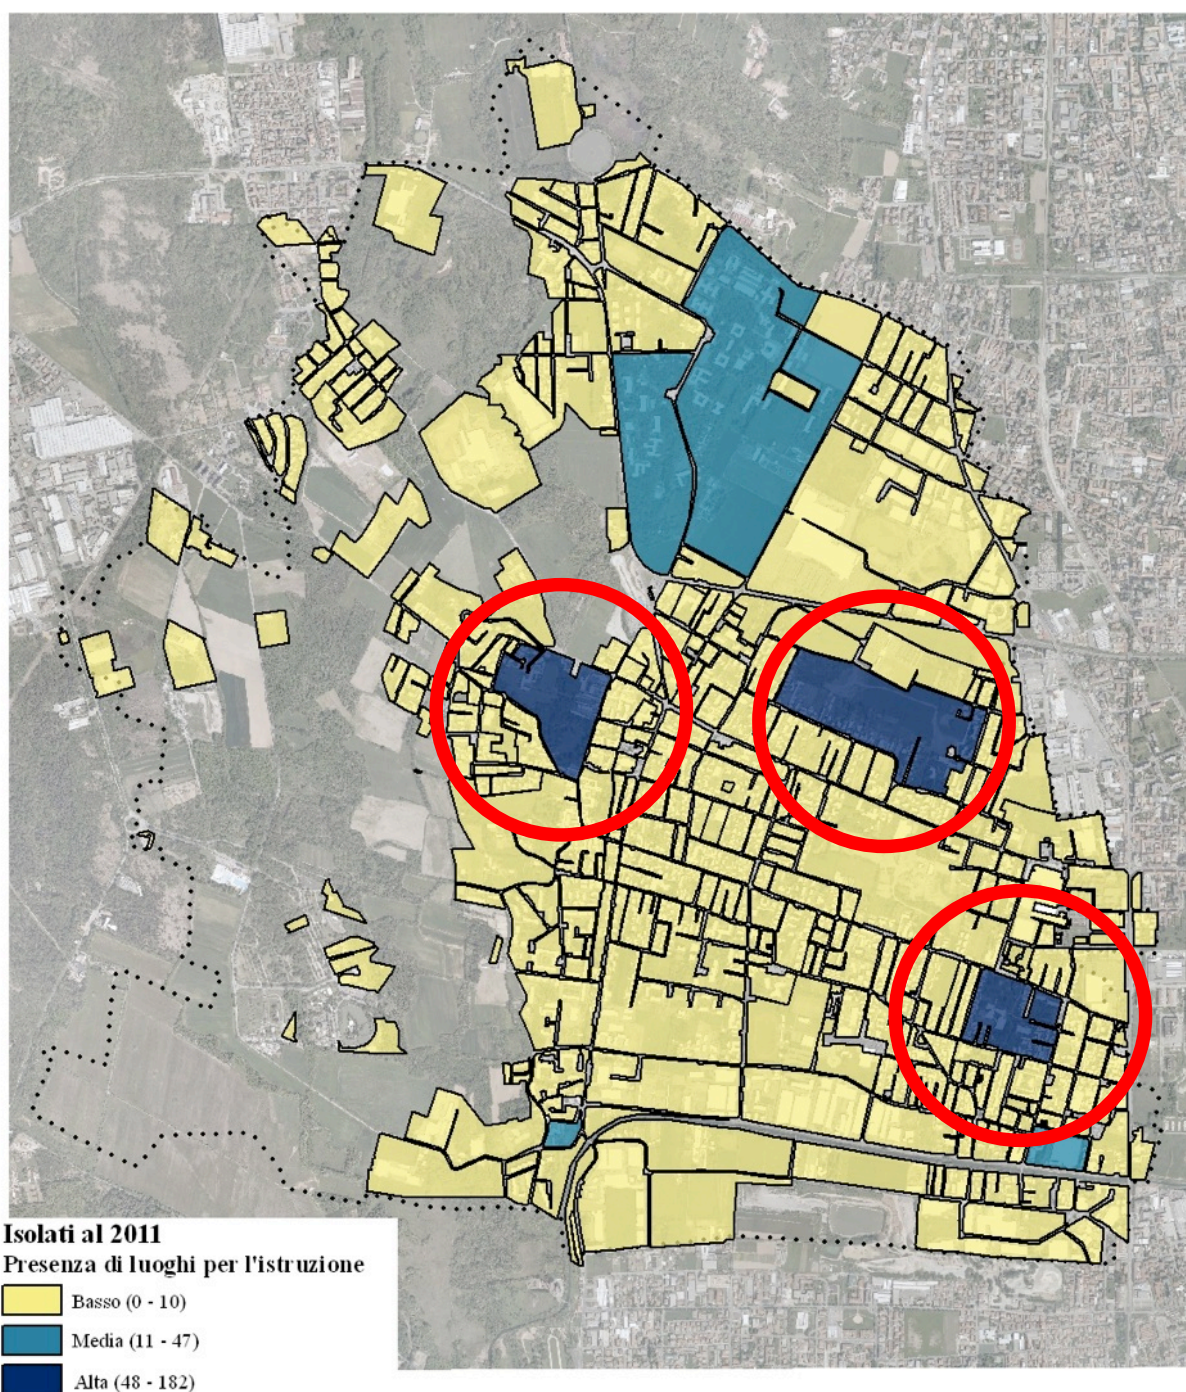 Isolati al 2011
Presenza di luoghi per l'istruzione
Basso (0 - 10)
Media (11 - 47)
Alta (48 - 182)